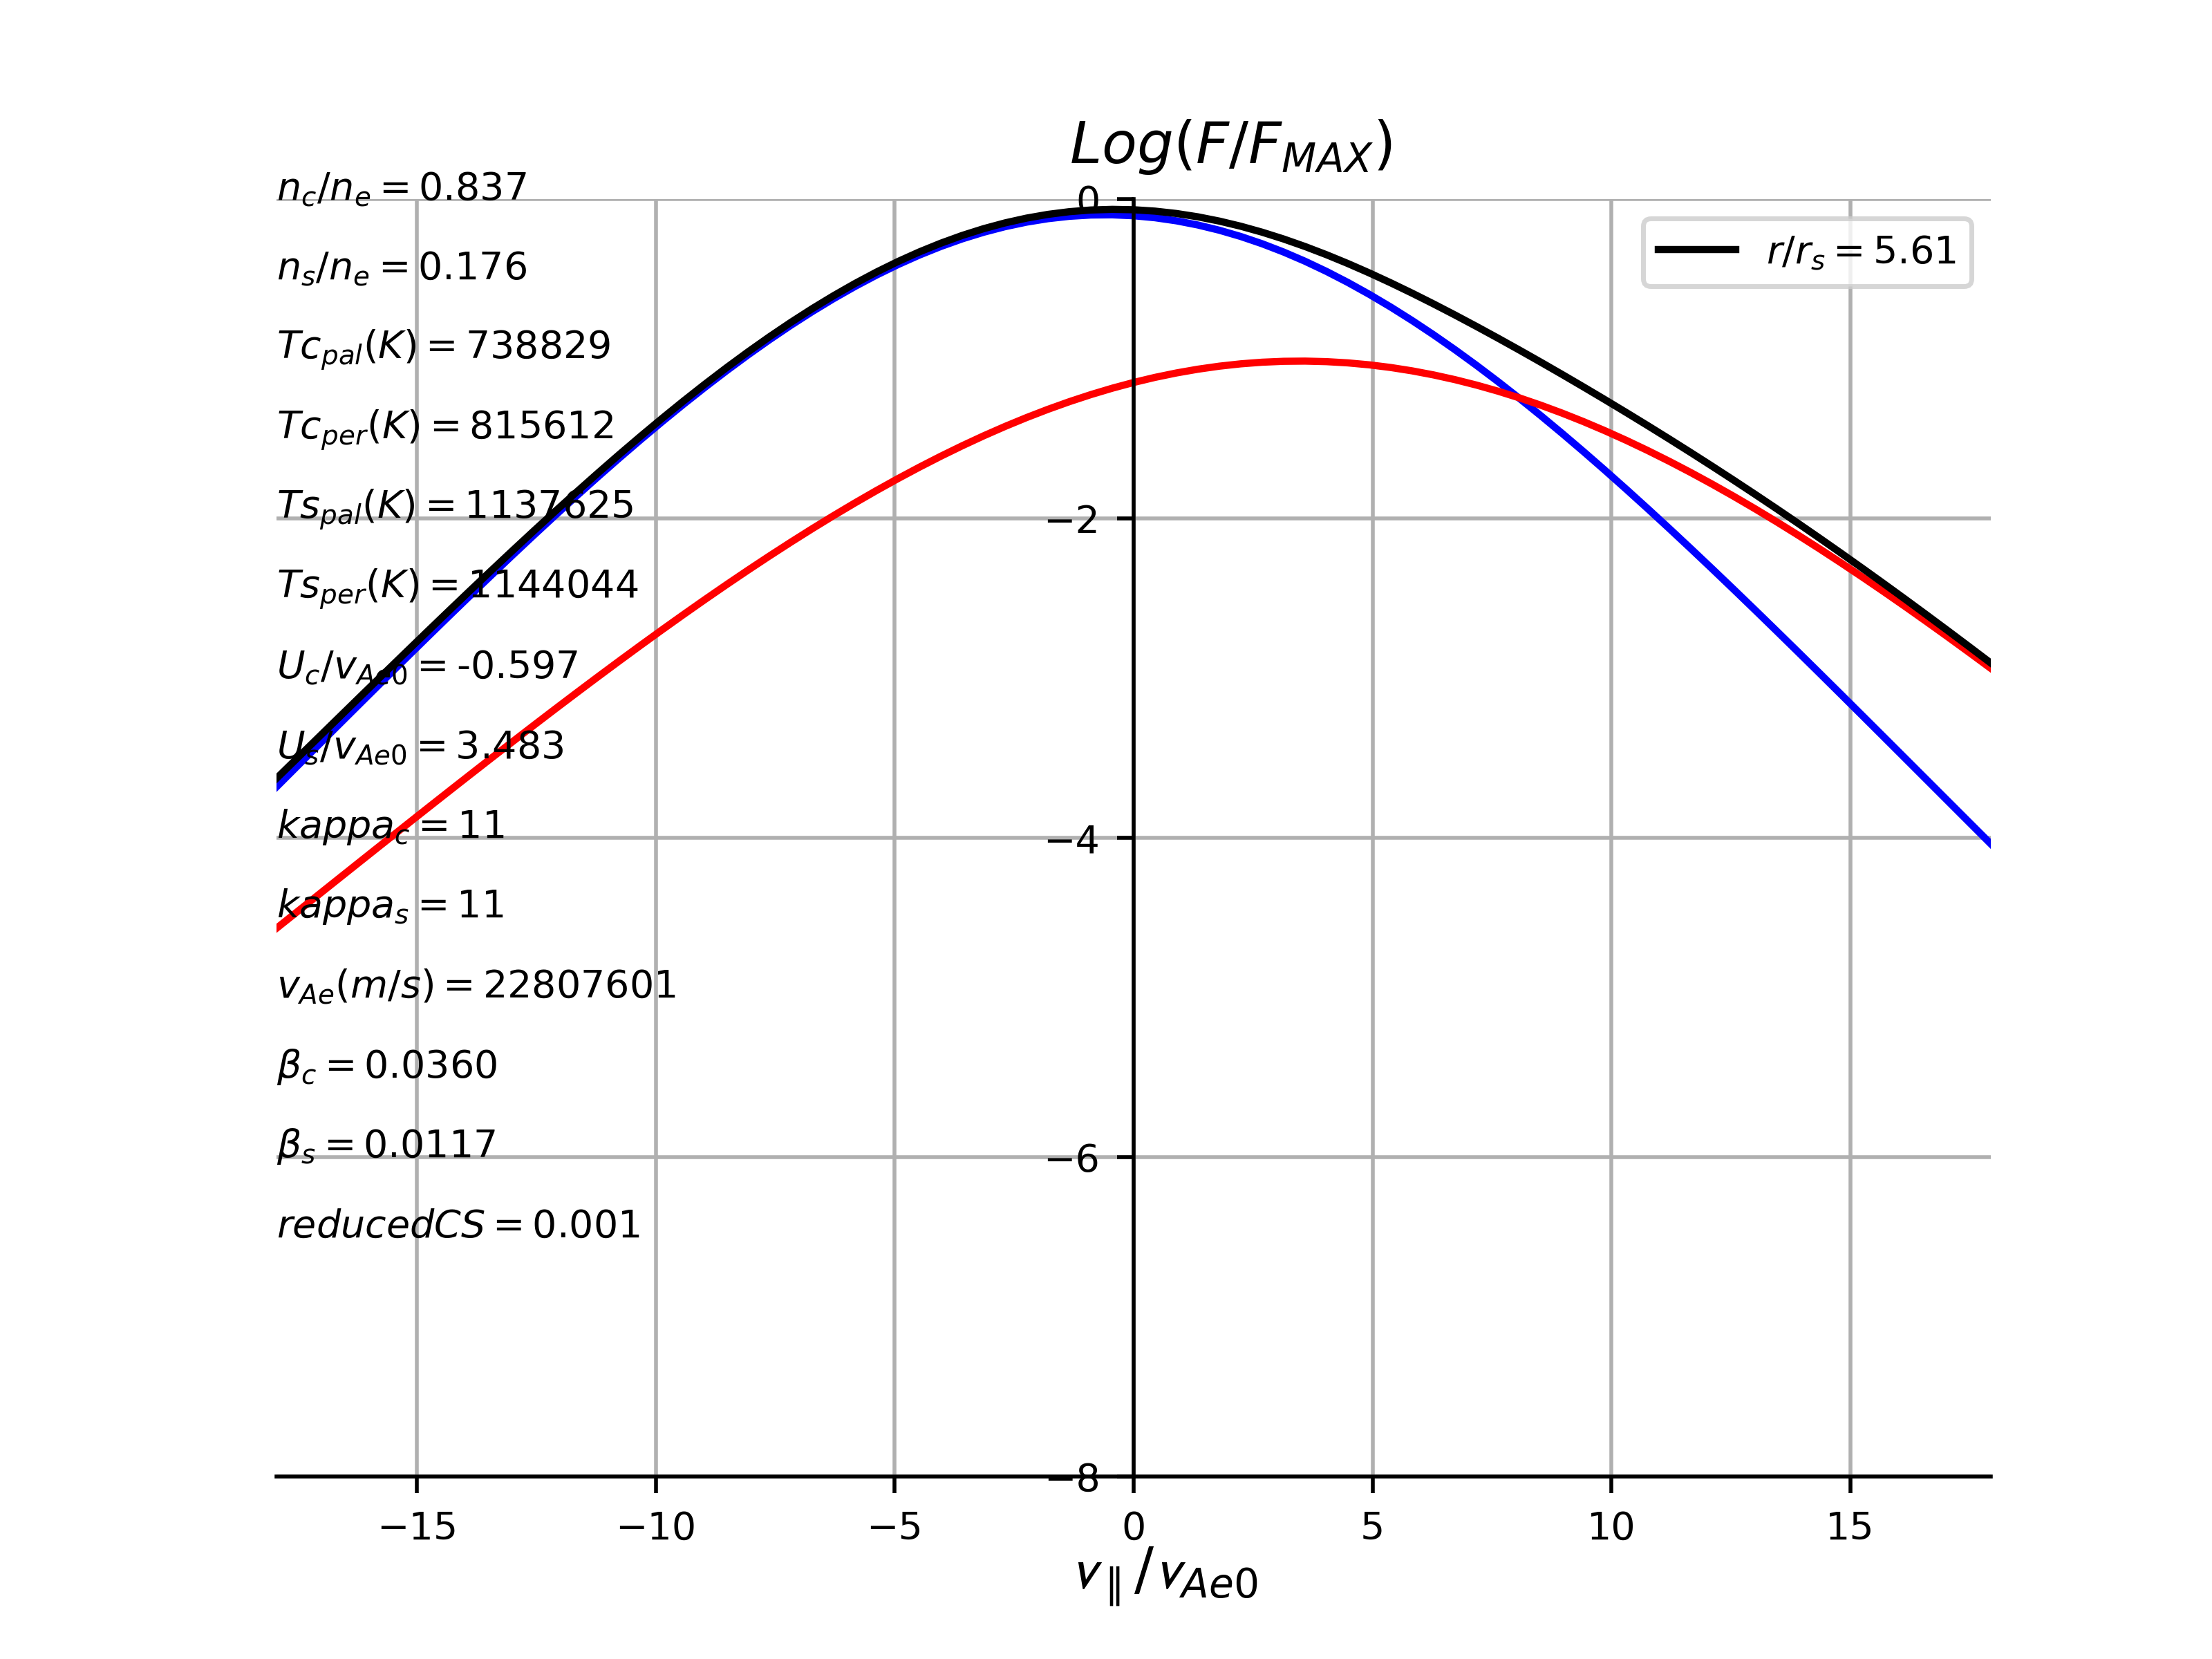 Log(F/F_MAX)
n_c/n_e = 0.837
n_s/n_e = 0.176
Tc_pal(K) = 738829
Tc_per(K) = 815612
Ts_pal(K) = 1137625
Ts_per(K) = 1144044
U_c/v_Ae0 = -0.597
U_s/v_Ae0 = 3.483
kappa_c = 11
kappa_s = 11
v_Ae(m/s) = 22807601
β_c = 0.0360
β_s = 0.0117
reducedCS = 0.001
r/r_s = 5.61
0
−2
−4
−6
−8
−15 −10 −5 0 5 10 15
v_∥/v_Ae0